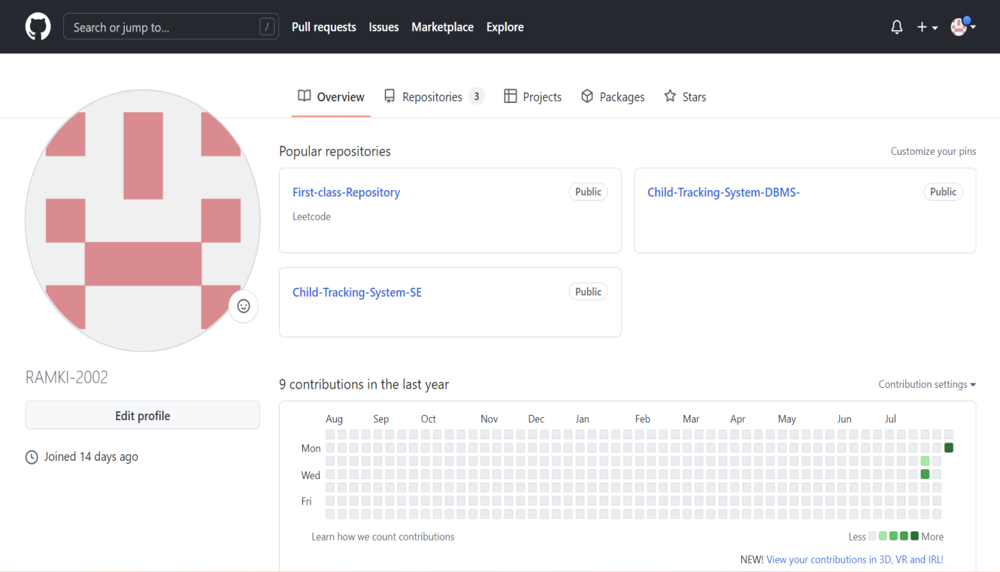 Search or jump to... / Pull requests Issues Marketplace Explore
Overview Repositories 3 Projects Packages Stars
Popular repositories Customize your pins
First-class-Repository Public
Leetcode
Child-Tracking-System-DBMS- Public
Child-Tracking-System-SE Public
RAMKI-2002
Edit profile
Joined 14 days ago
9 contributions in the last year Contribution settings
Aug Sep Oct Nov Dec Jan Feb Mar Apr May Jun Jul
Mon
Wed
Fri
Learn how we count contributions Less More
NEW! View your contributions in 3D, VR and IRL!